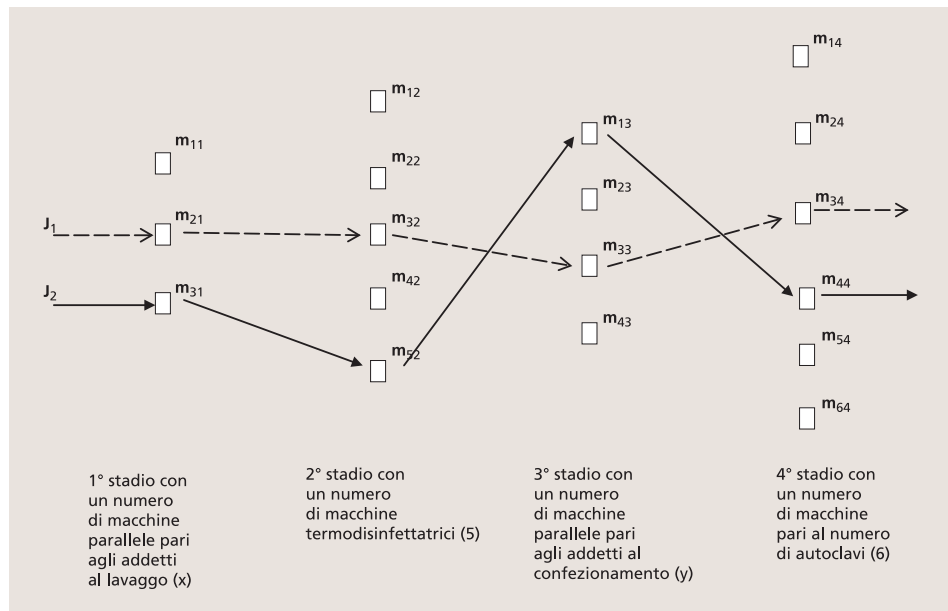 m14
m12
m13
m24
m11
m22
m23
J1
m21
m32
m33
m34
J2
m31
m42
m43
m44
m52
m54
m64
1° stadio con
un numero
di macchine
parallele pari
agli addetti
al lavaggo (x)
2° stadio con
un numero
di macchine
termodisinfettatrici (5)
3° stadio con
un numero
di macchine
parallele pari
agli addetti al
confezionamento (y)
4° stadio con
un numero
di macchine
pari al numero
di autoclavi (6)